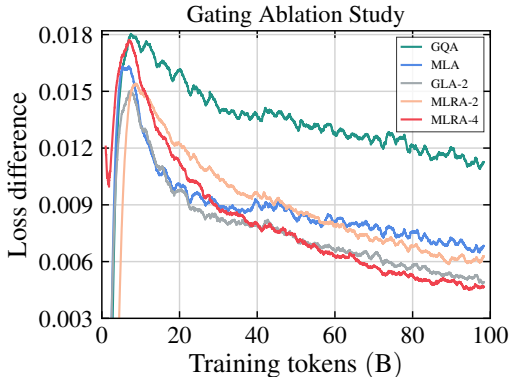 Gating Ablation Study
Loss difference
0.018
0.015
0.012
0.009
0.006
0.003
GQA
MLA
GLA-2
MLRA-2
MLRA-4
0 20 40 60 80 100
Training tokens (B)